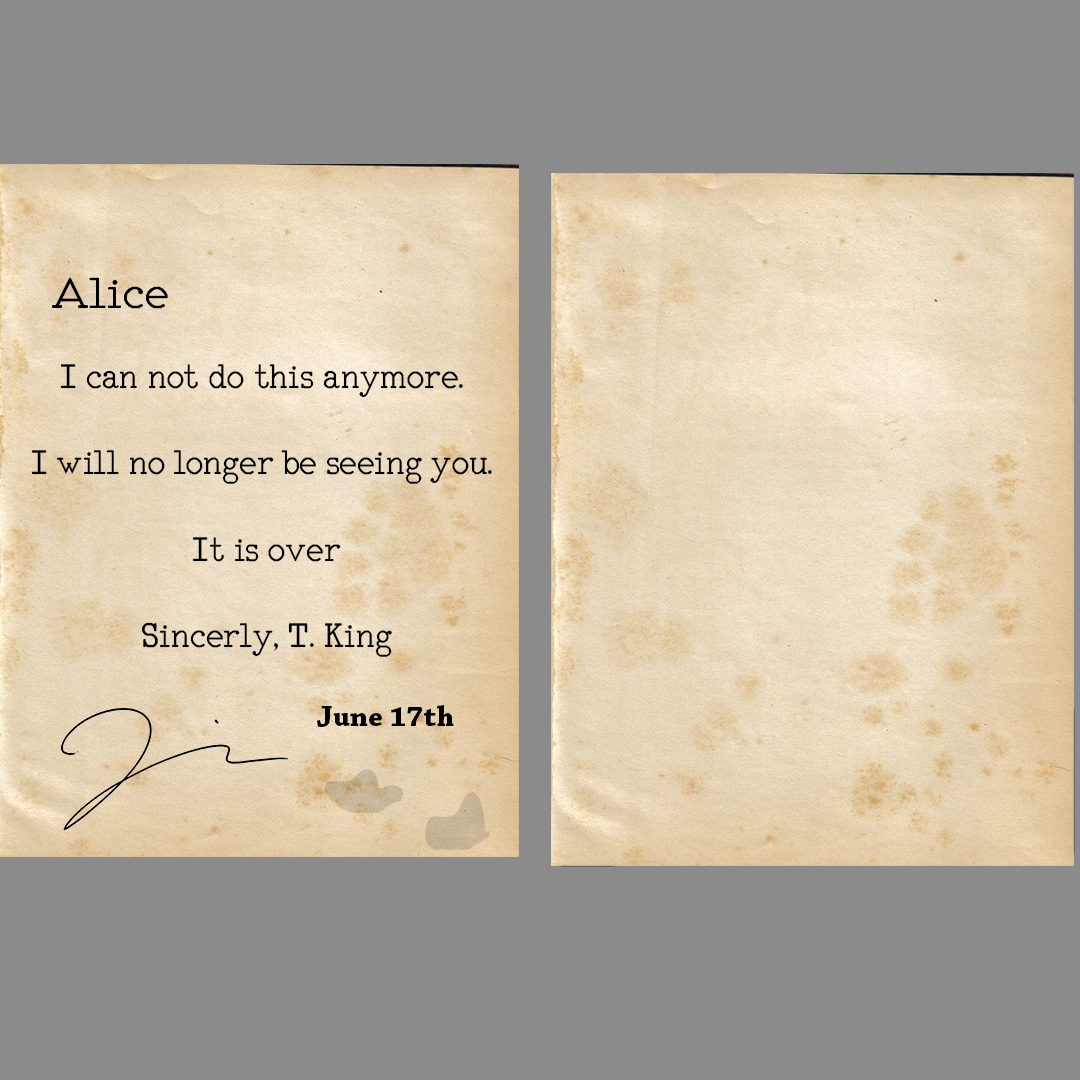 Alice
I can not do this anymore.
I will no longer be seeing you.
It is over
Sincerly, T. King
June 17th